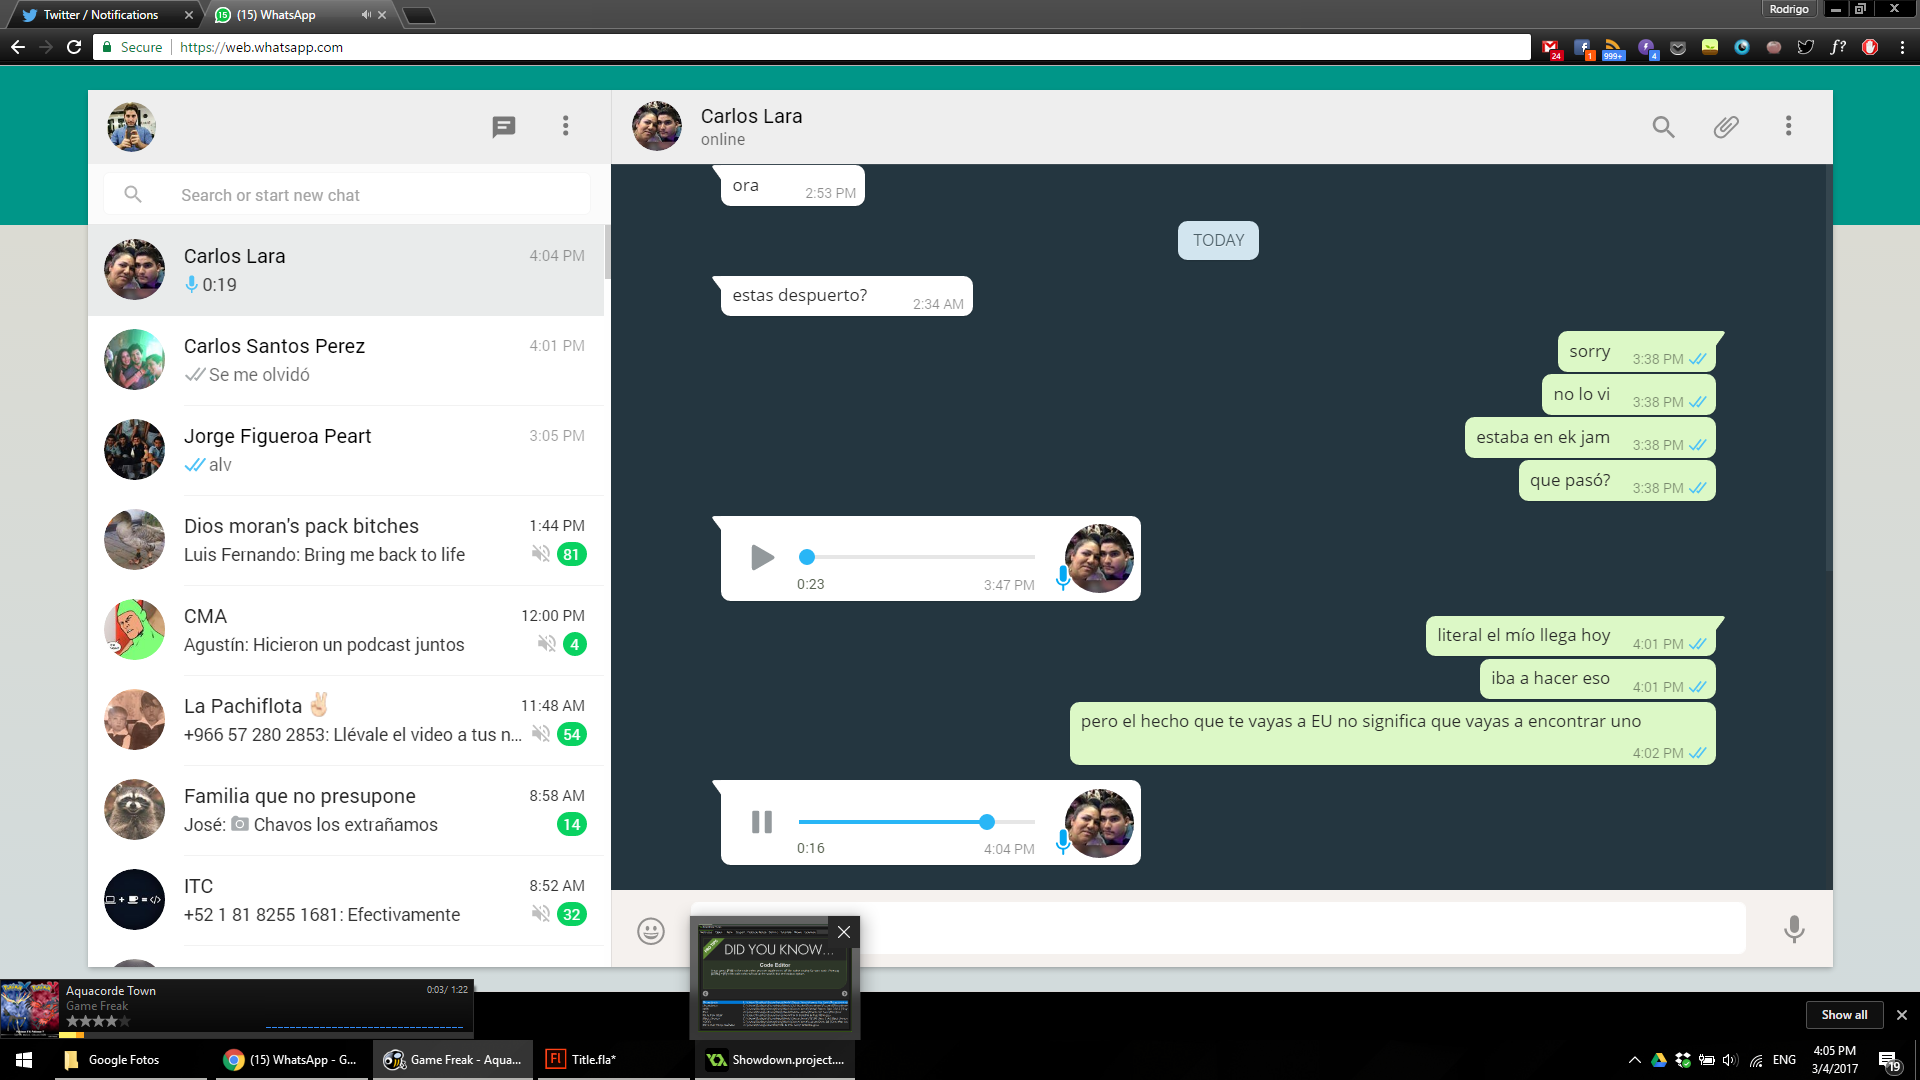 Twitter / Notifications
(15) WhatsApp
Rodrigo
Secure
https://web.whatsapp.com
24
1
999+
4
f?
Search or start new chat
Carlos Lara
4:04 PM
0:19
Carlos Santos Perez
4:01 PM
Se me olvidó
Jorge Figueroa Peart
3:05 PM
alv
Dios moran's pack bitches
1:44 PM
Luis Fernando: Bring me back to life
81
CMA
12:00 PM
Agustín: Hicieron un podcast juntos
4
La Pachiflota ✌🏻
11:48 AM
+966 57 280 2853: Llévale el video a tus n...
54
Familia que no presupone
8:58 AM
José: Chavos los extrañamos
14
ITC
8:52 AM
+52 1 81 8255 1681: Efectivamente
32
Carlos Lara
online
ora
2:53 PM
TODAY
estas despuerto?
2:34 AM
sorry
3:38 PM
no lo vi
3:38 PM
estaba en ek jam
3:38 PM
que pasó?
3:38 PM
0:23
3:47 PM
literal el mío llega hoy
4:01 PM
iba a hacer eso
4:01 PM
pero el hecho que te vayas a EU no significa que vayas a encontrar uno
4:02 PM
0:16
4:04 PM
DID YOU KNOW...
Code Editor
Aquacorde Town
0:03/ 1:22
Game Freak
Show all
Google Fotos
(15) WhatsApp - G...
Game Freak - Aqua...
Title.fla*
Showdown.project....
ENG
4:05 PM
3/4/2017
19